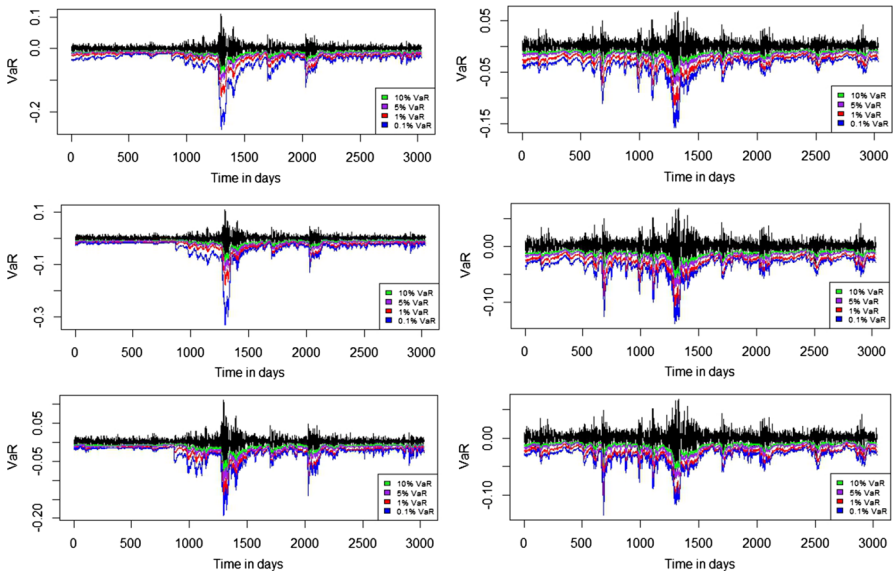 VaR
0.1
0.0
-0.2
10% VaR
5% VaR
1% VaR
0.1% VaR
0 500 1000 1500 2000 2500 3000
Time in days
VaR
0.05
-0.05
-0.15
10% VaR
5% VaR
1% VaR
0.1% VaR
0 500 1000 1500 2000 2500 3000
Time in days
VaR
0.1
-0.1
-0.3
10% VaR
5% VaR
1% VaR
0.1% VaR
0 500 1000 1500 2000 2500 3000
Time in days
VaR
0.00
-0.10
10% VaR
5% VaR
1% VaR
0.1% VaR
0 500 1000 1500 2000 2500 3000
Time in days
VaR
0.05
-0.05
-0.20
10% VaR
5% VaR
1% VaR
0.1% VaR
0 500 1000 1500 2000 2500 3000
Time in days
VaR
0.00
-0.10
10% VaR
5% VaR
1% VaR
0.1% VaR
0 500 1000 1500 2000 2500 3000
Time in days